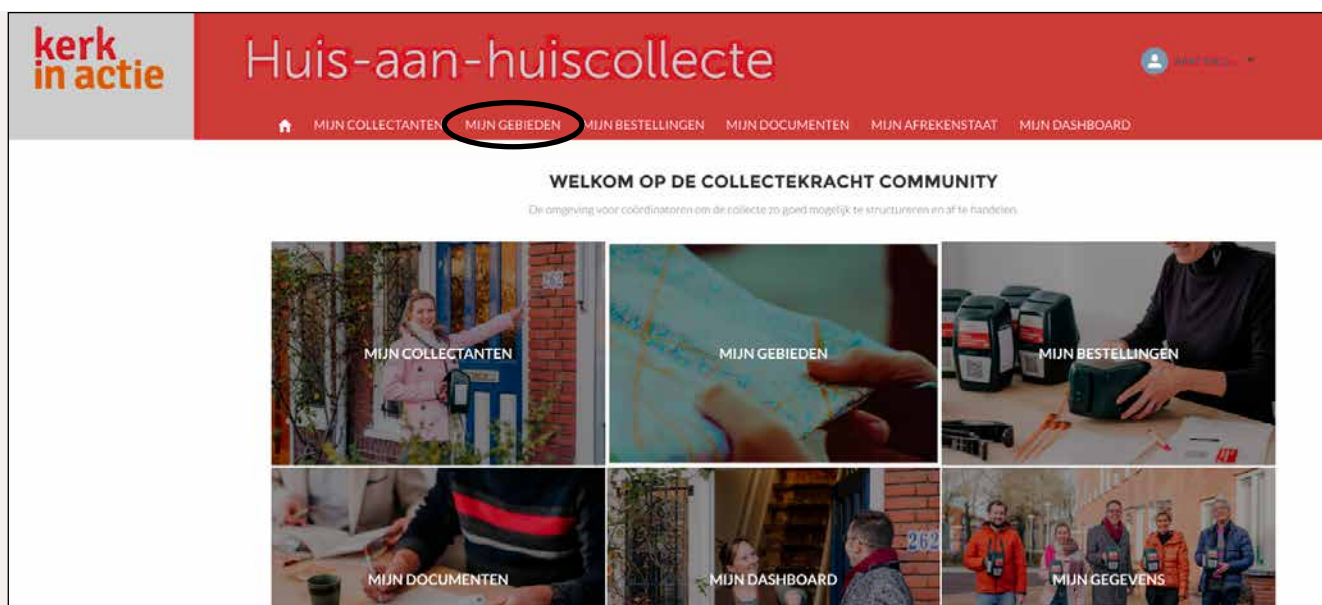 kerk
in actie
Huis-aan-huiscollecte
MIJN COLLECTANTEN MIJN GEBIEDEN MIJN BESTELLINGEN MIJN DOCUMENTEN MIJN AFREKENSTAAT MIJN DASHBOARD
WELKOM OP DE COLLECTEKRACHT COMMUNITY
De omgeving voor coördinatoren om de collecte zo goed mogelijk te structureren en af te handelen.
262
MIJN COLLECTANTEN MIJN GEBIEDEN MIJN BESTELLINGEN
262
MIJN DOCUMENTEN MIJN DASHBOARD MIJN GEGEVENS